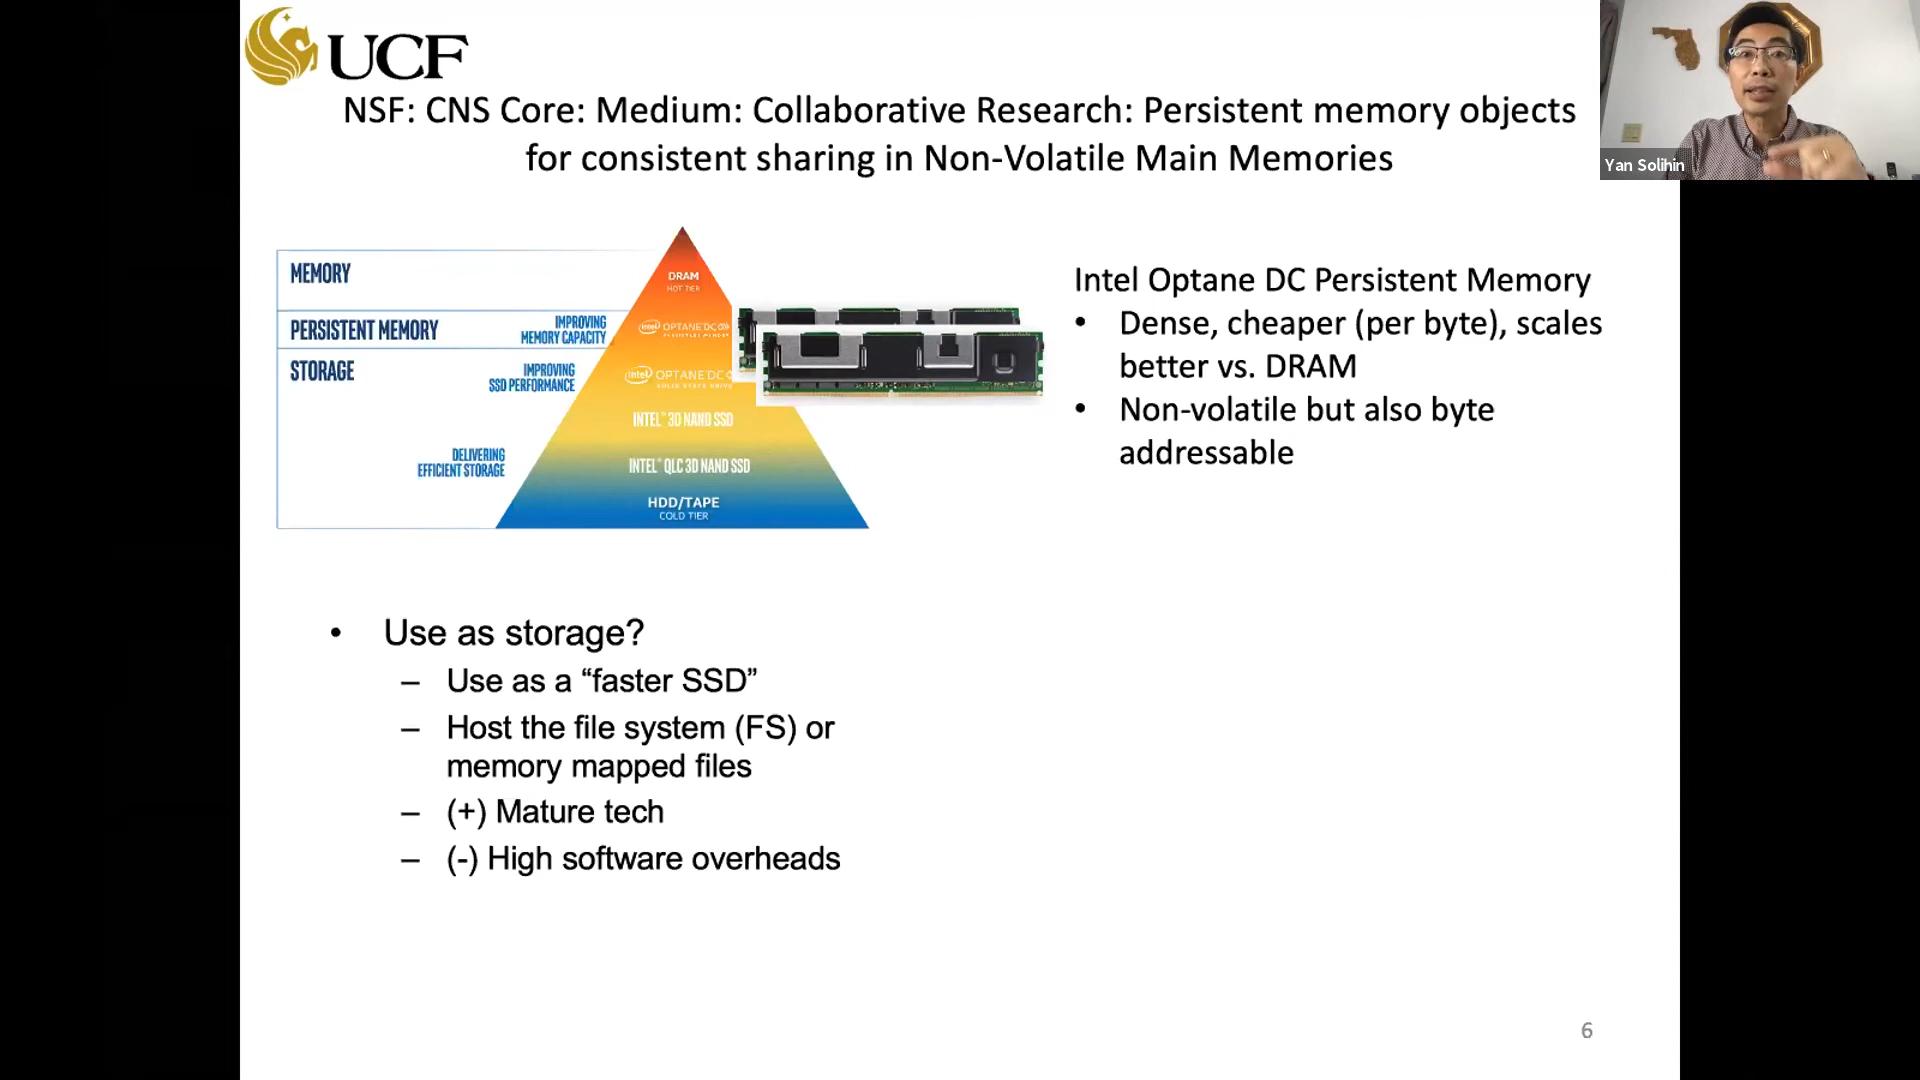 UCF
NSF: CNS Core: Medium: Collaborative Research: Persistent memory objects
for consistent sharing in Non-Volatile Main Memories
Yan Solihin
MEMORY
PERSISTENT MEMORY
STORAGE
IMPROVING
MEMORY CAPACITY
IMPROVING
SSD PERFORMANCE
DELIVERING
EFFICIENT STORAGE
DRAM
HOT TIER
intel OPTANE DC
intel OPTANE DC
SOLID STATE DRIVE
INTEL® 3D NAND SSD
INTEL® QLC 3D NAND SSD
HDD/TAPE
COLD TIER
Intel Optane DC Persistent Memory
• Dense, cheaper (per byte), scales
better vs. DRAM
• Non-volatile but also byte
addressable
• Use as storage?
– Use as a “faster SSD”
– Host the file system (FS) or
memory mapped files
– (+) Mature tech
– (-) High software overheads
6